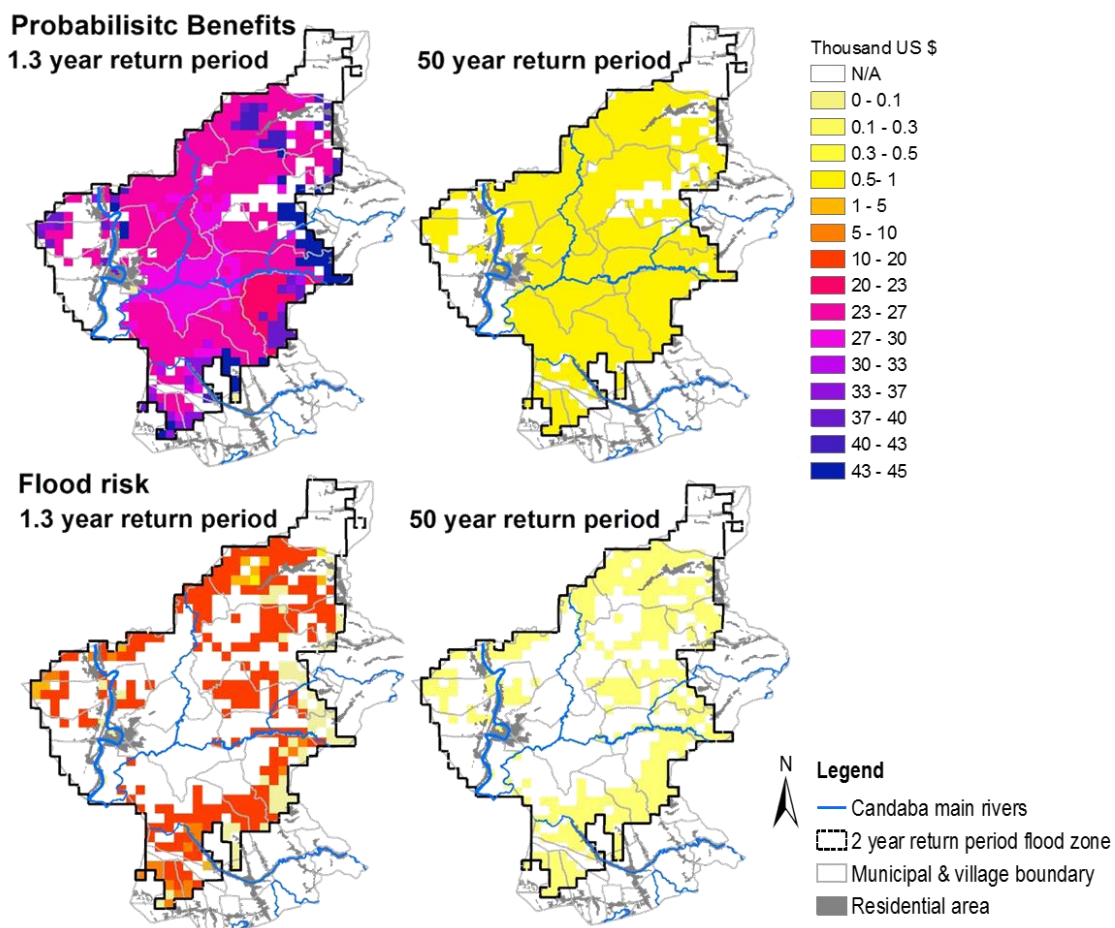 Probabilisitc Benefits
1.3 year return period
50 year return period
Thousand US $
N/A
0 - 0.1
0.1 - 0.3
0.3 - 0.5
0.5- 1
1 - 5
5 - 10
10 - 20
20 - 23
23 - 27
27 - 30
30 - 33
33 - 37
37 - 40
40 - 43
43 - 45
Flood risk
1.3 year return period
50 year return period
N
Legend
Candaba main rivers
2 year return period flood zone
Municipal & village boundary
Residential area